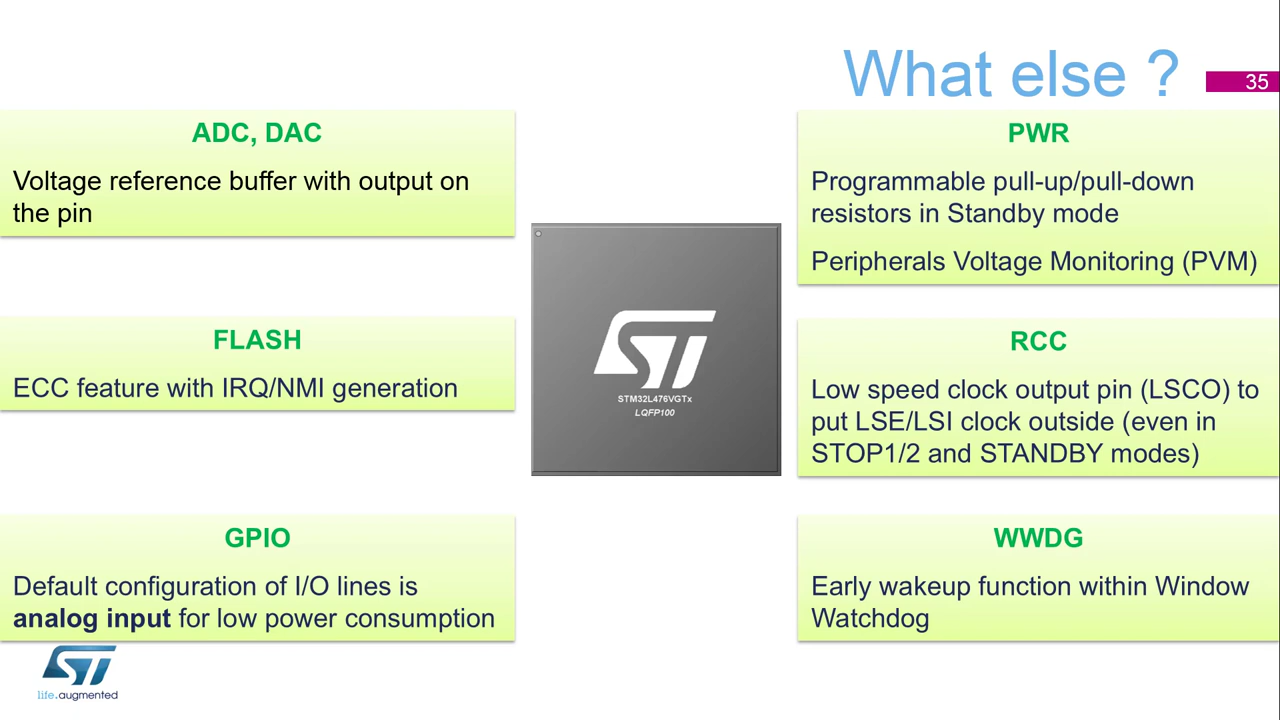 What else ?
35
ADC, DAC
Voltage reference buffer with output on
the pin
FLASH
ECC feature with IRQ/NMI generation
GPIO
Default configuration of I/O lines is
analog input for low power consumption
ST
STM32L476VGTx
LQFP100
PWR
Programmable pull-up/pull-down
resistors in Standby mode
Peripherals Voltage Monitoring (PVM)
RCC
Low speed clock output pin (LSCO) to
put LSE/LSI clock outside (even in
STOP1/2 and STANDBY modes)
WWDG
Early wakeup function within Window
Watchdog
ST
life.augmented